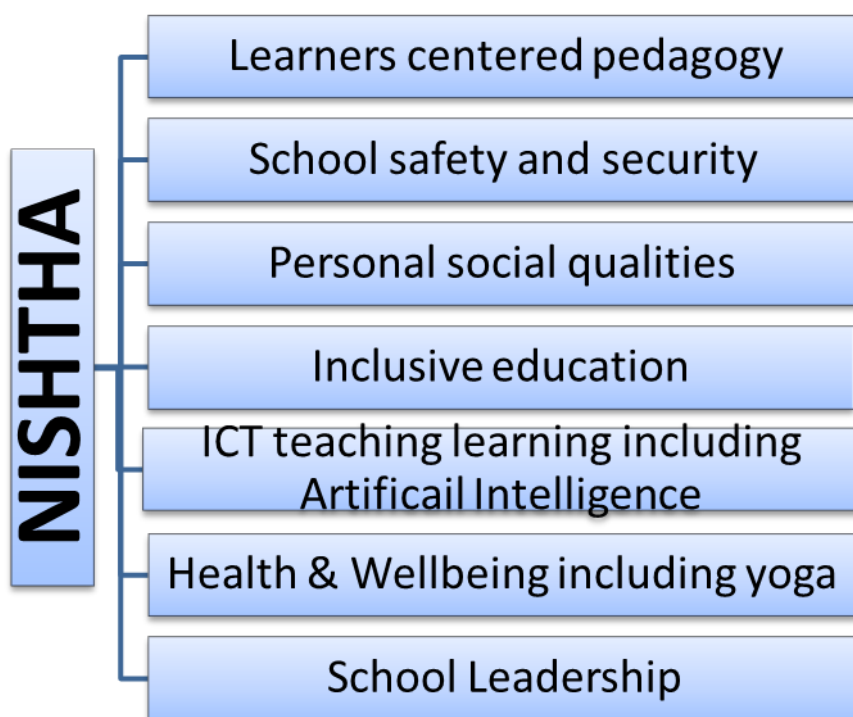 NISHTHA
Learners centered pedagogy
School safety and security
Personal social qualities
Inclusive education
ICT teaching learning including
Artificail Intelligence
Health & Wellbeing including yoga
School Leadership